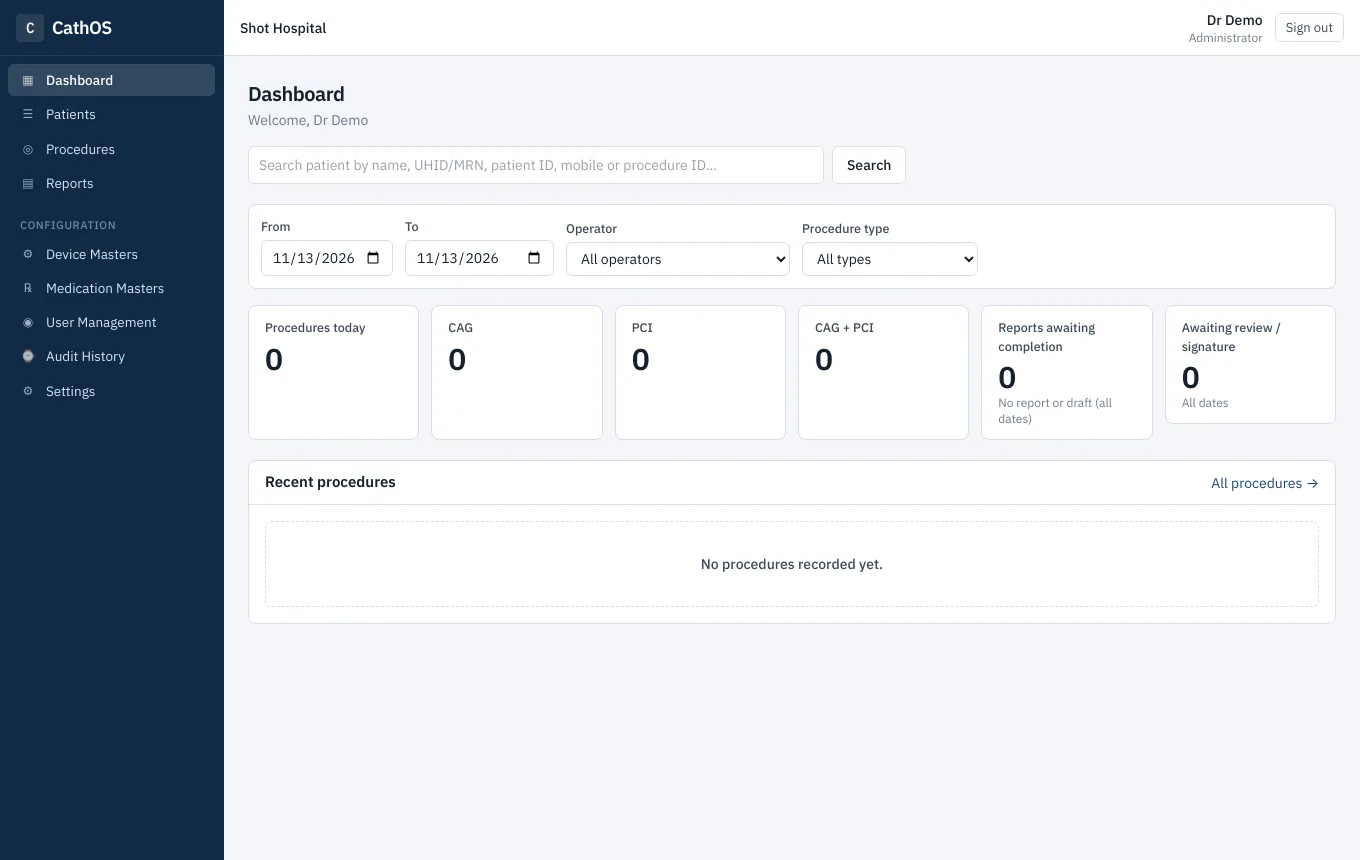 C CathOS
Shot Hospital
Dr Demo
Administrator
Sign out
Dashboard
Patients
Procedures
Reports
CONFIGURATION
Device Masters
℞ Medication Masters
User Management
Audit History
Settings
Dashboard
Welcome, Dr Demo
Search patient by name, UHID/MRN, patient ID, mobile or procedure ID...
Search
From
To
Operator
Procedure type
11/13/2026
11/13/2026
All operators
All types
Procedures today
0
CAG
0
PCI
0
CAG + PCI
0
Reports awaiting
completion
0
No report or draft (all
dates)
Awaiting review /
signature
0
All dates
Recent procedures
All procedures →
No procedures recorded yet.